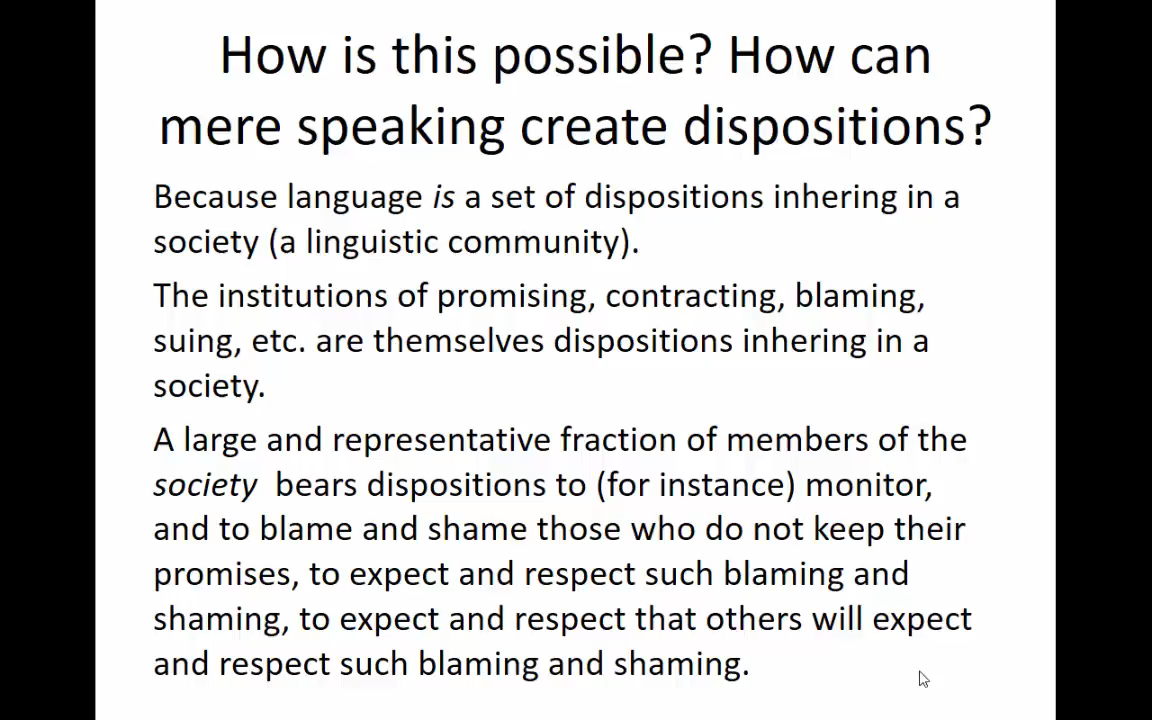 How is this possible? How can
mere speaking create dispositions?
Because language is a set of dispositions inhering in a
society (a linguistic community).
The institutions of promising, contracting, blaming,
suing, etc. are themselves dispositions inhering in a
society.
A large and representative fraction of members of the
society bears dispositions to (for instance) monitor,
and to blame and shame those who do not keep their
promises, to expect and respect such blaming and
shaming, to expect and respect that others will expect
and respect such blaming and shaming.